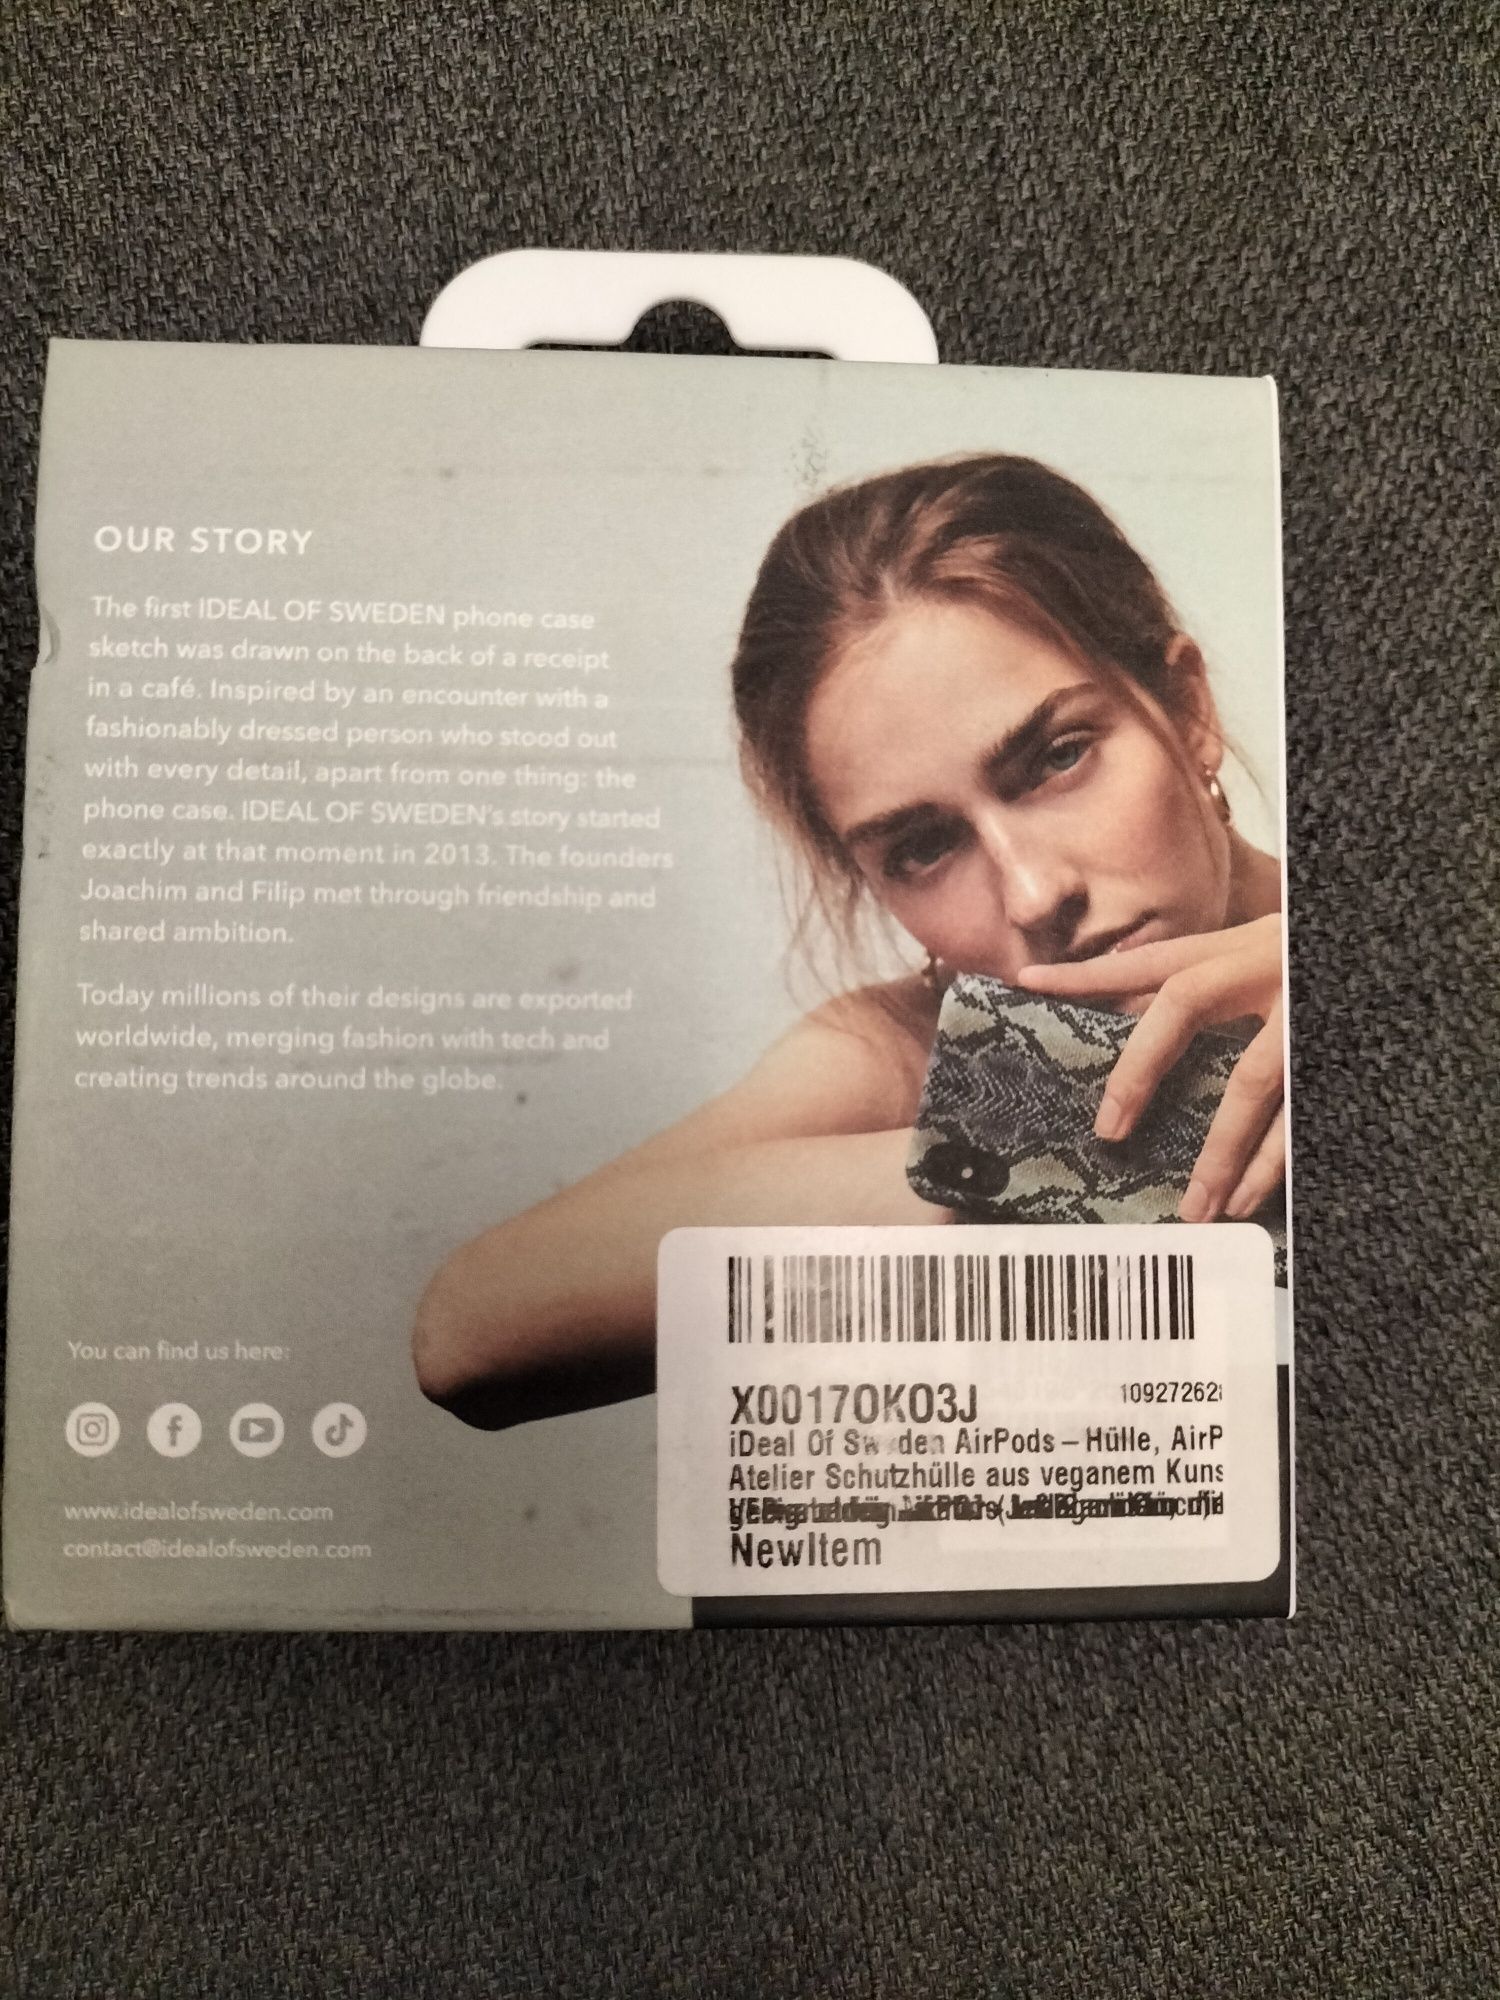 OUR STORY
The first IDEAL OF SWEDEN phone case
sketch was drawn on the back of a receipt
in a café. Inspired by an encounter with a
fashionably dressed person who stood out
with every detail, apart from one thing: the
phone case. IDEAL OF SWEDEN's story started
exactly at that moment in 2013. The founders
Joachim and Filip met through friendship and
shared ambition.
Today millions of their designs are exported
worldwide, merging fashion with tech and
creating trends around the globe.
You can find us here:
www.idealofsweden.com
contact@idealofsweden.com
X0017OKO3J
10927262
iDeal Of Sweden AirPods – Hülle, AirP
Atelier Schutzhülle aus veganem Kuns
NewItem